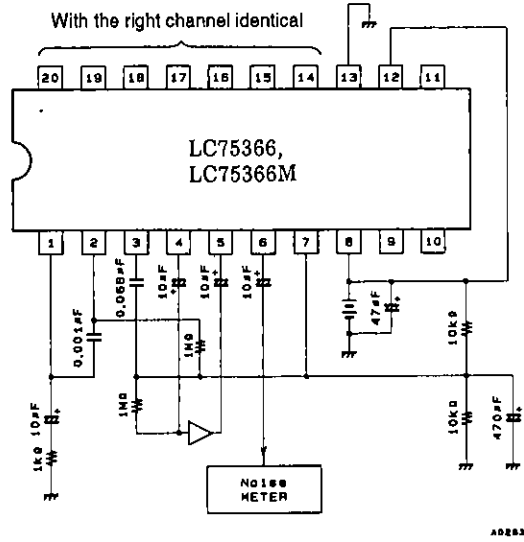 With the right channel identical
20 19 18 17 16 15 14 13 12 11
LC75366,
LC75366M
1 2 3 4 5 6 7 8 9 10
0.001µF
0.068µF
10µF
10µF
10µF
47µF
1MΩ
10kΩ
1MΩ
10µF
1kΩ
10kΩ
470µF
Noise
METER